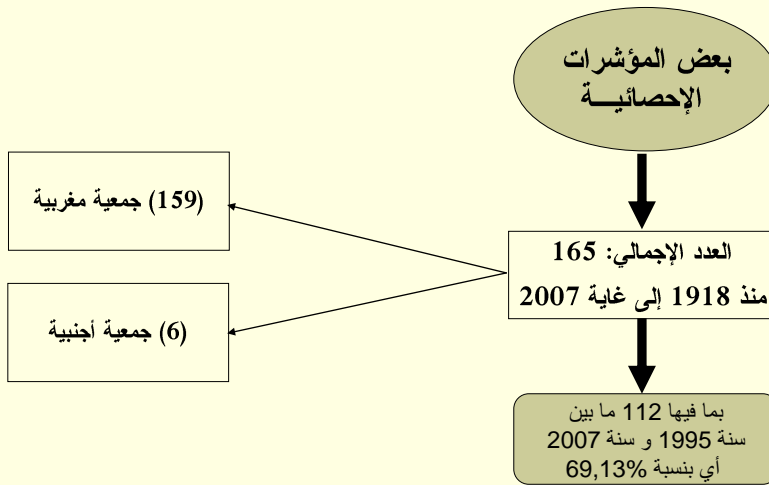 بعض المؤشرات
الإحصائيـــة
العدد الإجمالي: 165
منذ 1918 إلى غاية 2007
(159) جمعية مغربية
(6) جمعية أجنبية
بما فيها 112 ما بين
سنة 1995 و سنة 2007
أي بنسبة 69,13%